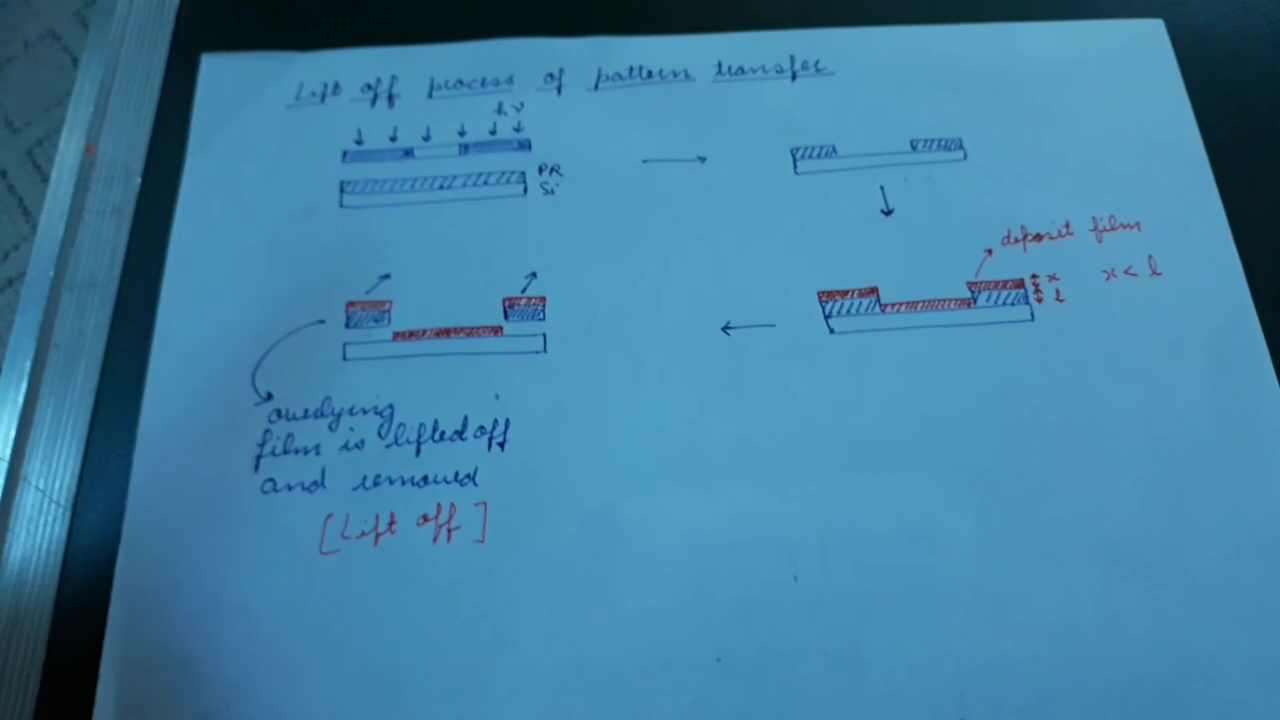 Lift off process of pattern transfer
hν
PR
Si
deposit film
x
l
x < l
overlying
film is lifted off
and removed
[Lift off]